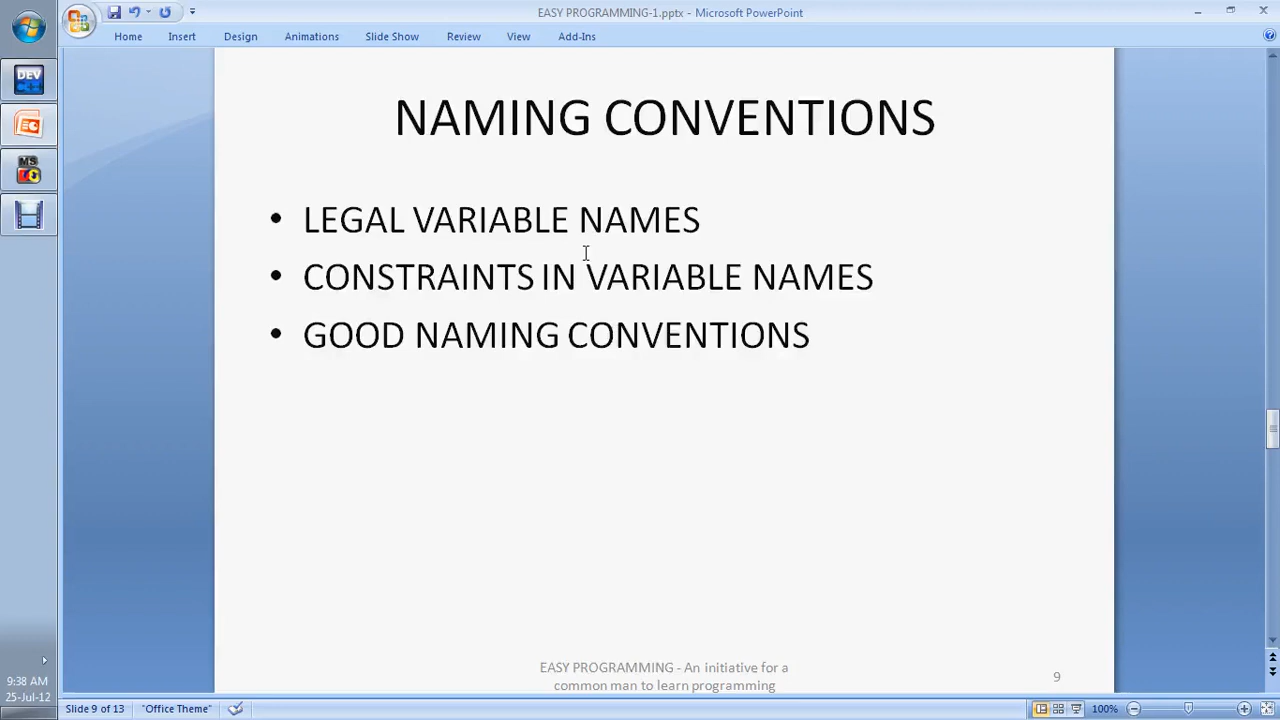 EASY PROGRAMMING-1.pptx - Microsoft PowerPoint
Home Insert Design Animations Slide Show Review View Add-Ins
DEV
MS
NAMING CONVENTIONS
• LEGAL VARIABLE NAMES
• CONSTRAINTS IN VARIABLE NAMES
• GOOD NAMING CONVENTIONS
EASY PROGRAMMING - An initiative for a
common man to learn programming
9
9:38 AM
25-Jul-12
Slide 9 of 13 "Office Theme" 100%